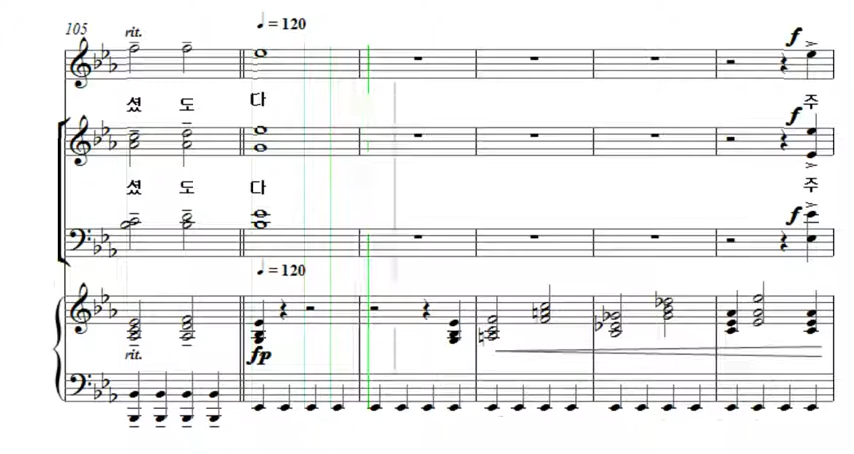 105
rit.
♩ = 120
f
셨 도 다 주
f
셨 도 다 주
f
♩ = 120
rit.
fp